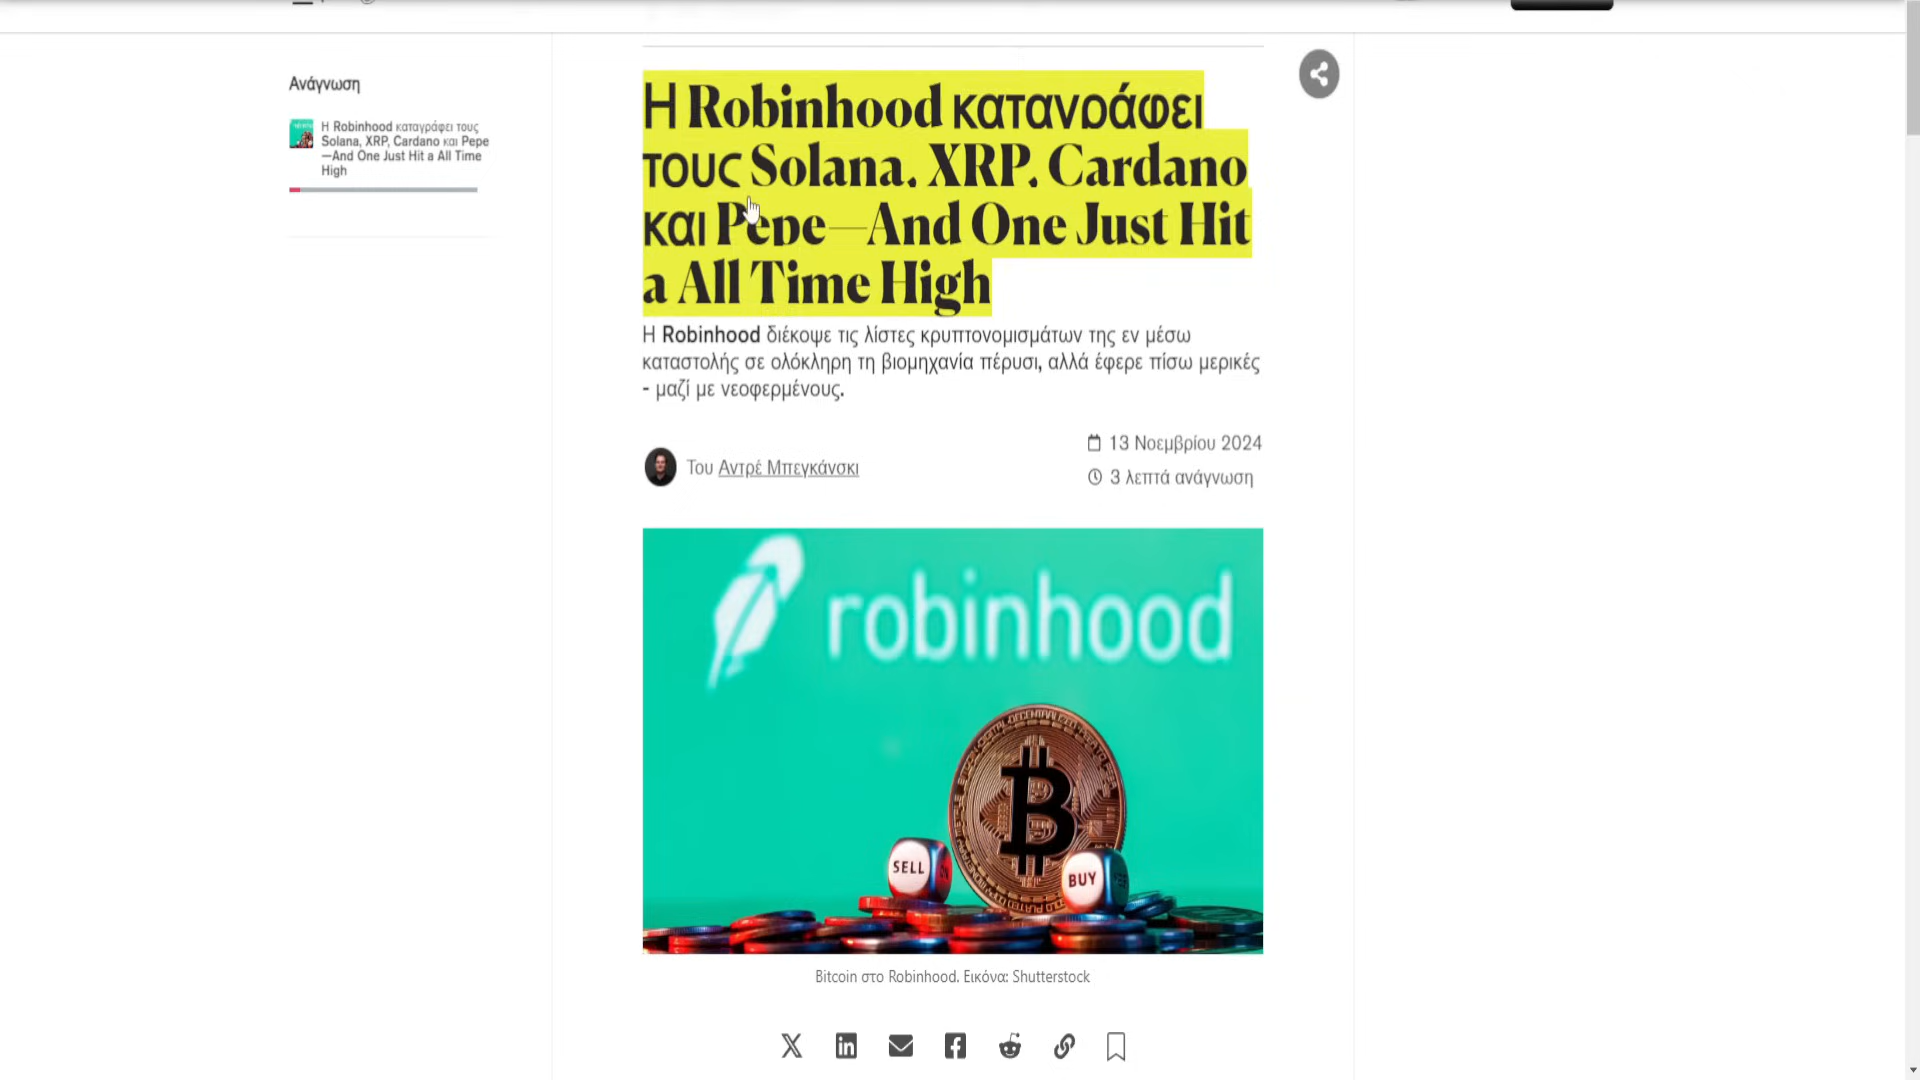 Ανάγνωση
Η Robinhood καταγράφει τους
Solana, XRP, Cardano και Pepe
—And One Just Hit a All Time
High
Η Robinhood καταγράφει
τους Solana, XRP, Cardano
και Pepe—And One Just Hit
a All Time High
Η Robinhood διέκοψε τις λίστες κρυπτονομισμάτων της εν μέσω
καταστολής σε ολόκληρη τη βιομηχανία πέρυσι, αλλά έφερε πίσω μερικές
- μαζί με νεοφερμένους.
Του Αντρέ Μπεγκάνσκι
13 Νοεμβρίου 2024
3 λεπτά ανάγνωση
robinhood
SELL
BUY
Bitcoin στο Robinhood. Εικόνα: Shutterstock